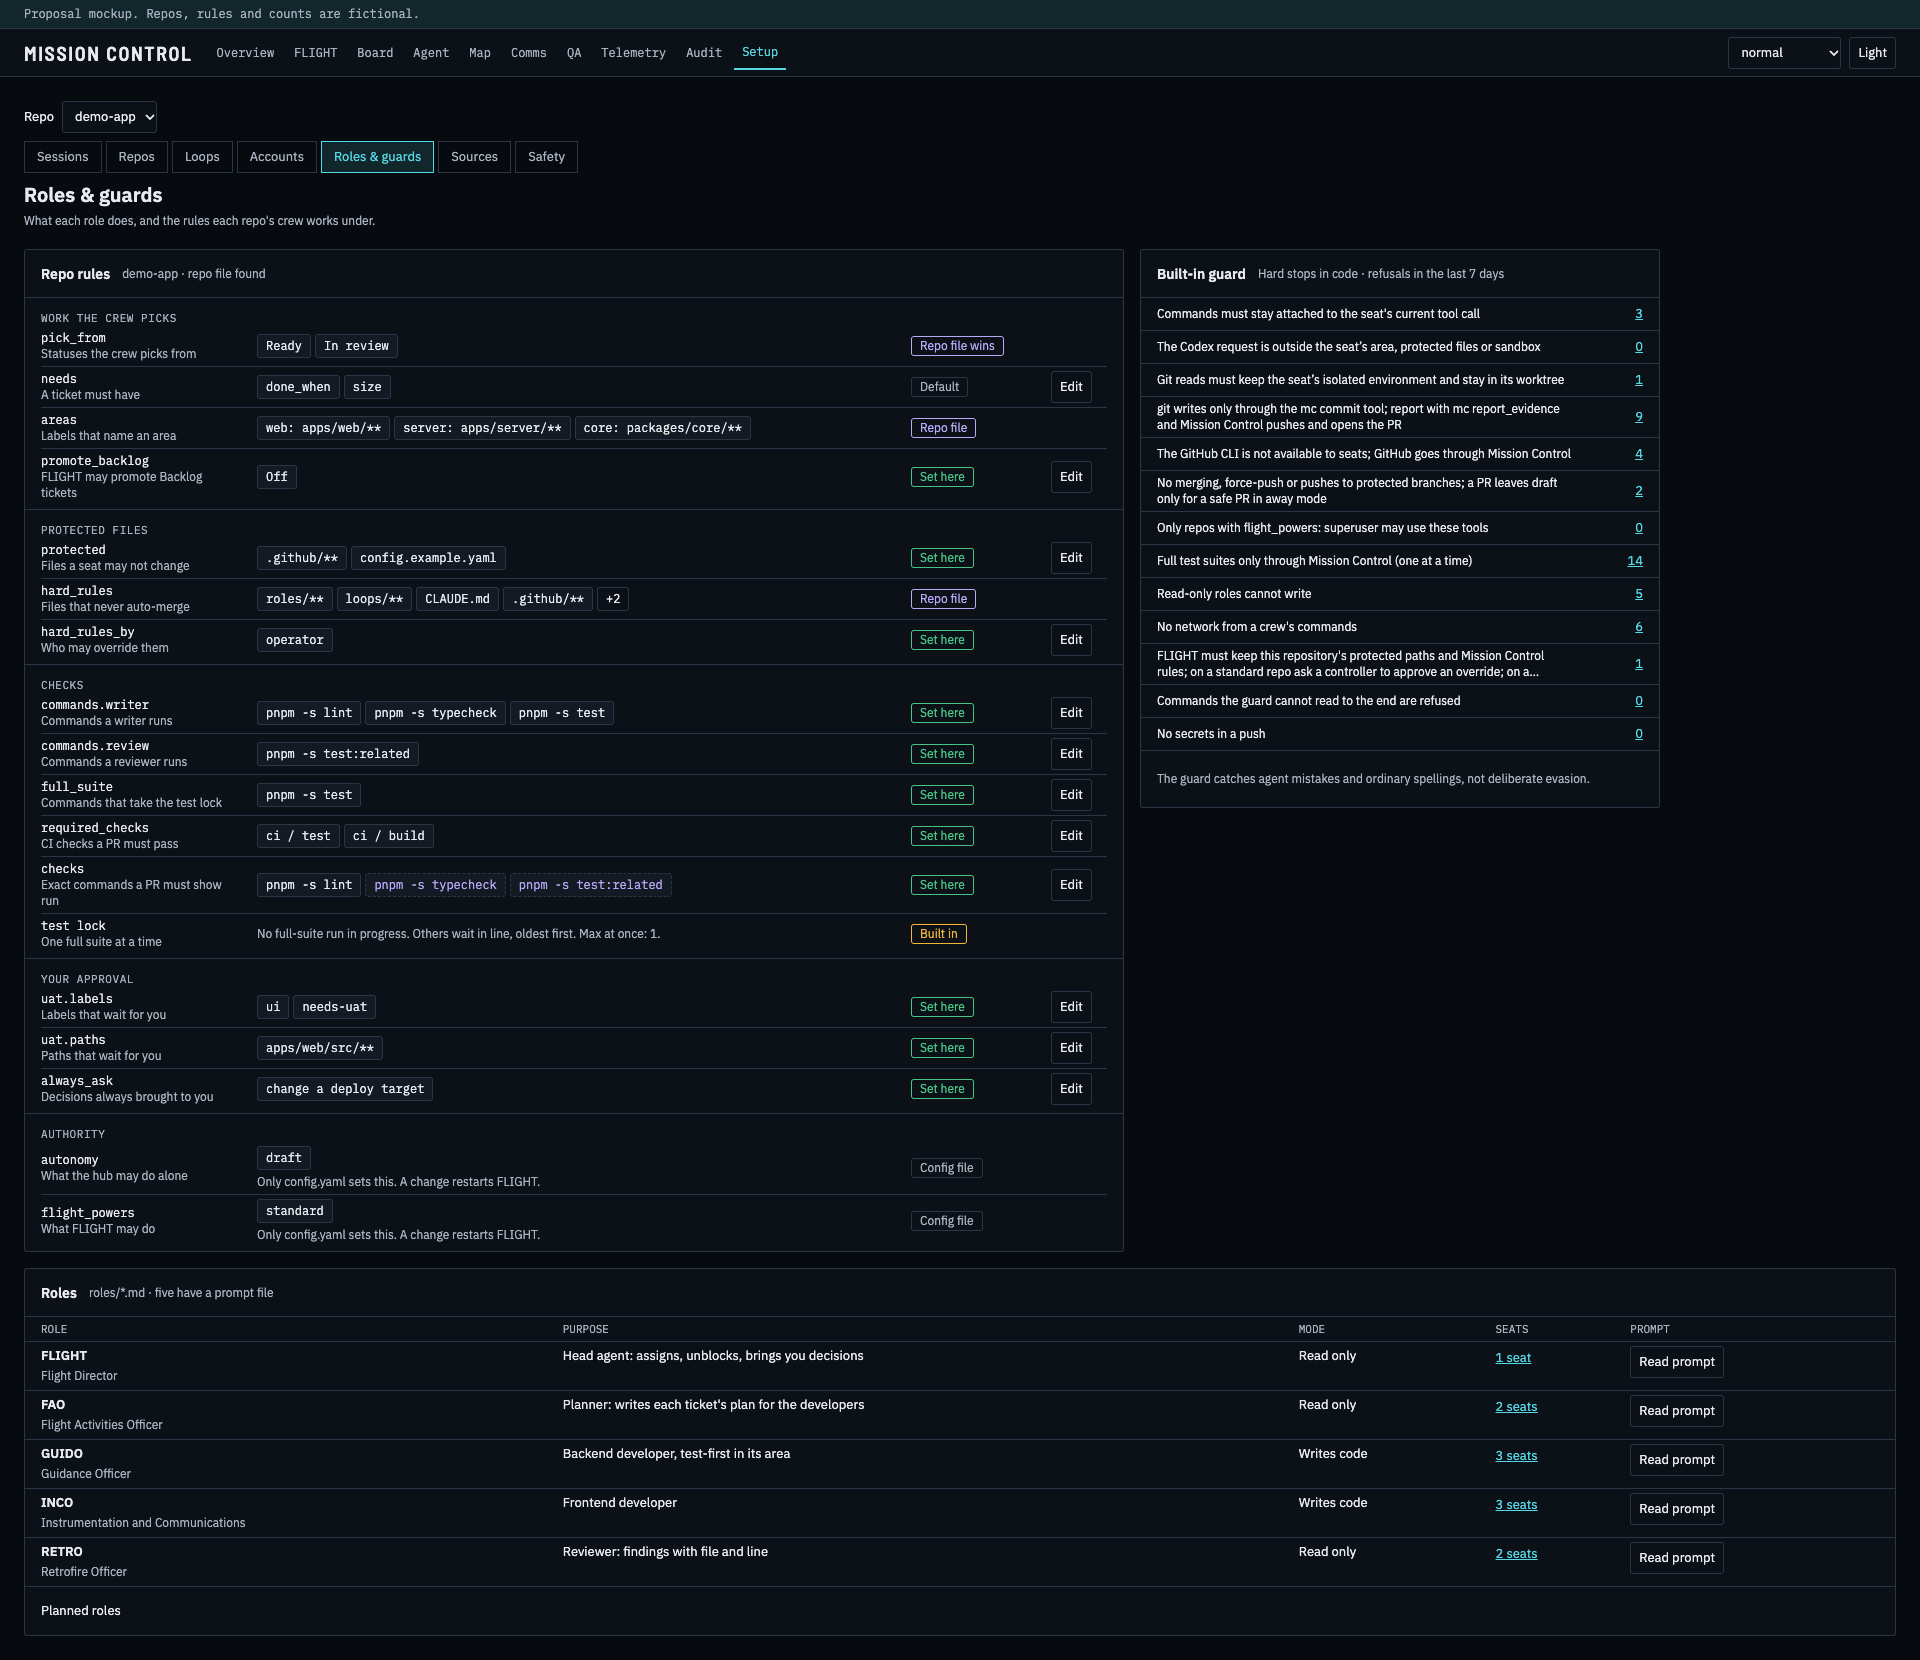 Proposal mockup. Repos, rules and counts are fictional.
MISSION CONTROL Overview FLIGHT Board Agent Map Comms QA Telemetry Audit Setup normal Light
Repo demo-app
Sessions Repos Loops Accounts Roles & guards Sources Safety
Roles & guards
What each role does, and the rules each repo's crew works under.
Repo rules demo-app · repo file found
WORK THE CREW PICKS
pick_from
Statuses the crew picks from
Ready In review Repo file wins
needs
A ticket must have
done_when size Default Edit
areas
Labels that name an area
web: apps/web/** server: apps/server/** core: packages/core/** Repo file
promote_backlog
FLIGHT may promote Backlog
tickets
Off Set here Edit
PROTECTED FILES
protected
Files a seat may not change
.github/** config.example.yaml Set here Edit
hard_rules
Files that never auto-merge
roles/** loops/** CLAUDE.md .github/** +2 Repo file
hard_rules_by
Who may override them
operator Set here Edit
CHECKS
commands.writer
Commands a writer runs
pnpm -s lint pnpm -s typecheck pnpm -s test Set here Edit
commands.review
Commands a reviewer runs
pnpm -s test:related Set here Edit
full_suite
Commands that take the test lock
pnpm -s test Set here Edit
required_checks
CI checks a PR must pass
ci / test ci / build Set here Edit
checks
Exact commands a PR must show
run
pnpm -s lint pnpm -s typecheck pnpm -s test:related Set here Edit
test lock
One full suite at a time
No full-suite run in progress. Others wait in line, oldest first. Max at once: 1. Built in
YOUR APPROVAL
uat.labels
Labels that wait for you
ui needs-uat Set here Edit
uat.paths
Paths that wait for you
apps/web/src/** Set here Edit
always_ask
Decisions always brought to you
change a deploy target Set here Edit
AUTHORITY
autonomy
What the hub may do alone
draft
Only config.yaml sets this. A change restarts FLIGHT. Config file
flight_powers
What FLIGHT may do
standard
Only config.yaml sets this. A change restarts FLIGHT. Config file
Built-in guard Hard stops in code · refusals in the last 7 days
Commands must stay attached to the seat's current tool call 3
The Codex request is outside the seat’s area, protected files or sandbox 0
Git reads must keep the seat’s isolated environment and stay in its worktree 1
git writes only through the mc commit tool; report with mc report_evidence
and Mission Control pushes and opens the PR 9
The GitHub CLI is not available to seats; GitHub goes through Mission Control 4
No merging, force-push or pushes to protected branches; a PR leaves draft
only for a safe PR in away mode 2
Only repos with flight_powers: superuser may use these tools 0
Full test suites only through Mission Control (one at a time) 14
Read-only roles cannot write 5
No network from a crew's commands 6
FLIGHT must keep this repository's protected paths and Mission Control
rules; on a standard repo ask a controller to approve an override; on a... 1
Commands the guard cannot read to the end are refused 0
No secrets in a push 0
The guard catches agent mistakes and ordinary spellings, not deliberate evasion.
Roles roles/*.md · five have a prompt file
ROLE PURPOSE MODE SEATS PROMPT
FLIGHT Head agent: assigns, unblocks, brings you decisions Read only 1 seat Read prompt
Flight Director
FAO Planner: writes each ticket's plan for the developers Read only 2 seats Read prompt
Flight Activities Officer
GUIDO Backend developer, test-first in its area Writes code 3 seats Read prompt
Guidance Officer
INCO Frontend developer Writes code 3 seats Read prompt
Instrumentation and Communications
RETRO Reviewer: findings with file and line Read only 2 seats Read prompt
Retrofire Officer
Planned roles